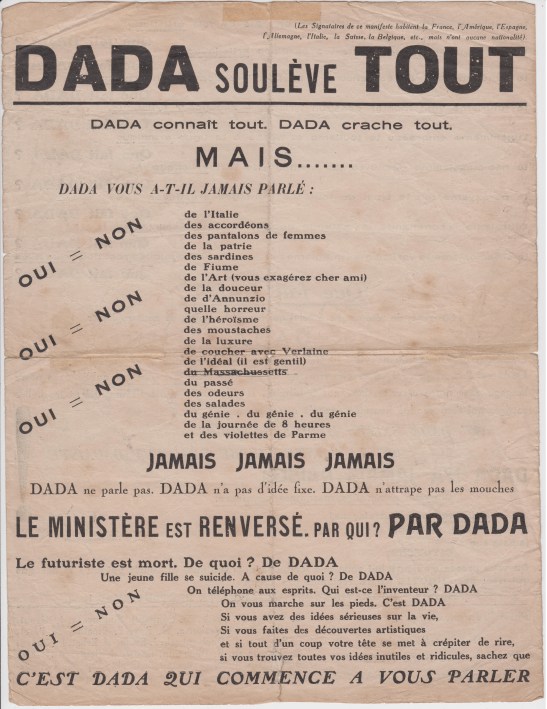 (Les Signataires de ce manifeste habitent la France, l'Amérique, l'Espagne,
l'Allemagne, l'Italie, la Suisse, la Belgique, etc., mais n'ont aucune nationalité)
DADA SOULÈVE TOUT
DADA connaît tout. DADA crache tout.
MAIS.......
DADA VOUS A-T-IL JAMAIS PARLÉ :
de l'Italie
des accordéons
des pantalons de femmes
de la patrie
des sardines
de Fiume
de l'Art (vous exagérez cher ami)
de la douceur
de d'Annunzio
quelle horreur
de l'héroïsme
des moustaches
de la luxure
de coucher avec Verlaine
de l'idéal (il est gentil)
du Massachussetts
du passé
des odeurs
des salades
du génie . du génie . du génie
de la journée de 8 heures
et des violettes de Parme
OUI = NON
OUI = NON
OUI = NON
JAMAIS JAMAIS JAMAIS
DADA ne parle pas. DADA n'a pas d'idée fixe. DADA n'attrape pas les mouches
LE MINISTÈRE EST RENVERSÉ. PAR QUI ? PAR DADA
Le futuriste est mort. De quoi ? De DADA
Une jeune fille se suicide. A cause de quoi ? De DADA
On téléphone aux esprits. Qui est-ce l'inventeur ? DADA
On vous marche sur les pieds. C'est DADA
Si vous avez des idées sérieuses sur la vie,
Si vous faites des découvertes artistiques
et si tout d'un coup votre tête se met à crépiter de rire,
si vous trouvez toutes vos idées inutiles et ridicules, sachez que
OUI = NON
C'EST DADA QUI COMMENCE A VOUS PARLER